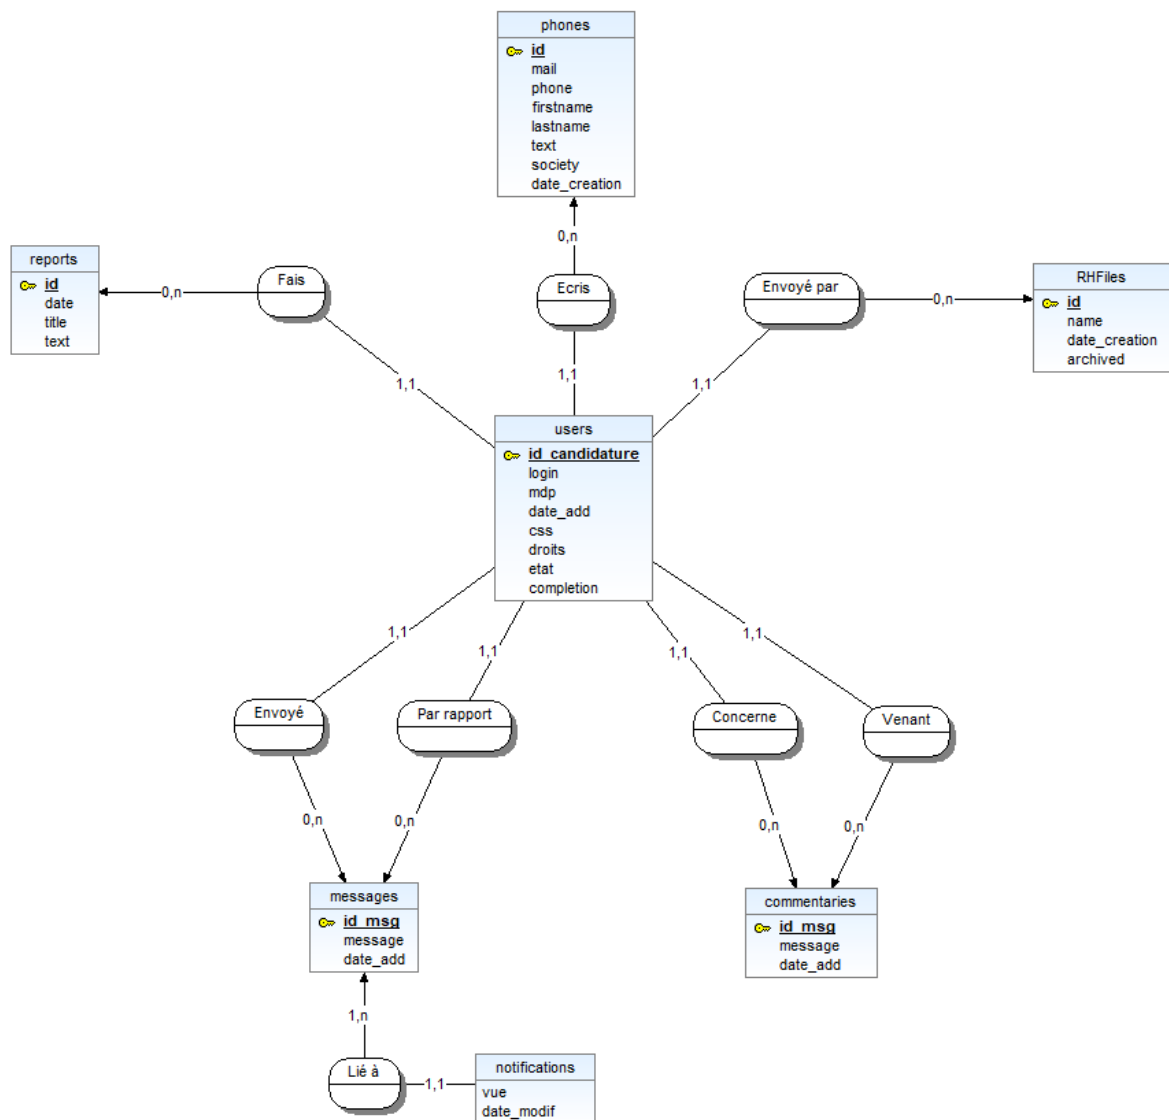 phones
id
mail
phone
firstname
lastname
text
society
date_creation
0,n
reports
id
date
title
text
0,n
Fais
Ecris
Envoyé par
0,n
RHFiles
id
name
date_creation
archived
1,1
1,1
1,1
users
id_candidature
login
mdp
date_add
css
droits
etat
completion
1,1
1,1
1,1
1,1
Envoyé
Par rapport
Concerne
Venant
0,n
0,n
0,n
0,n
messages
id_msg
message
date_add
commentaries
id_msg
message
date_add
1,n
Lié à
1,1
notifications
vue
date_modif